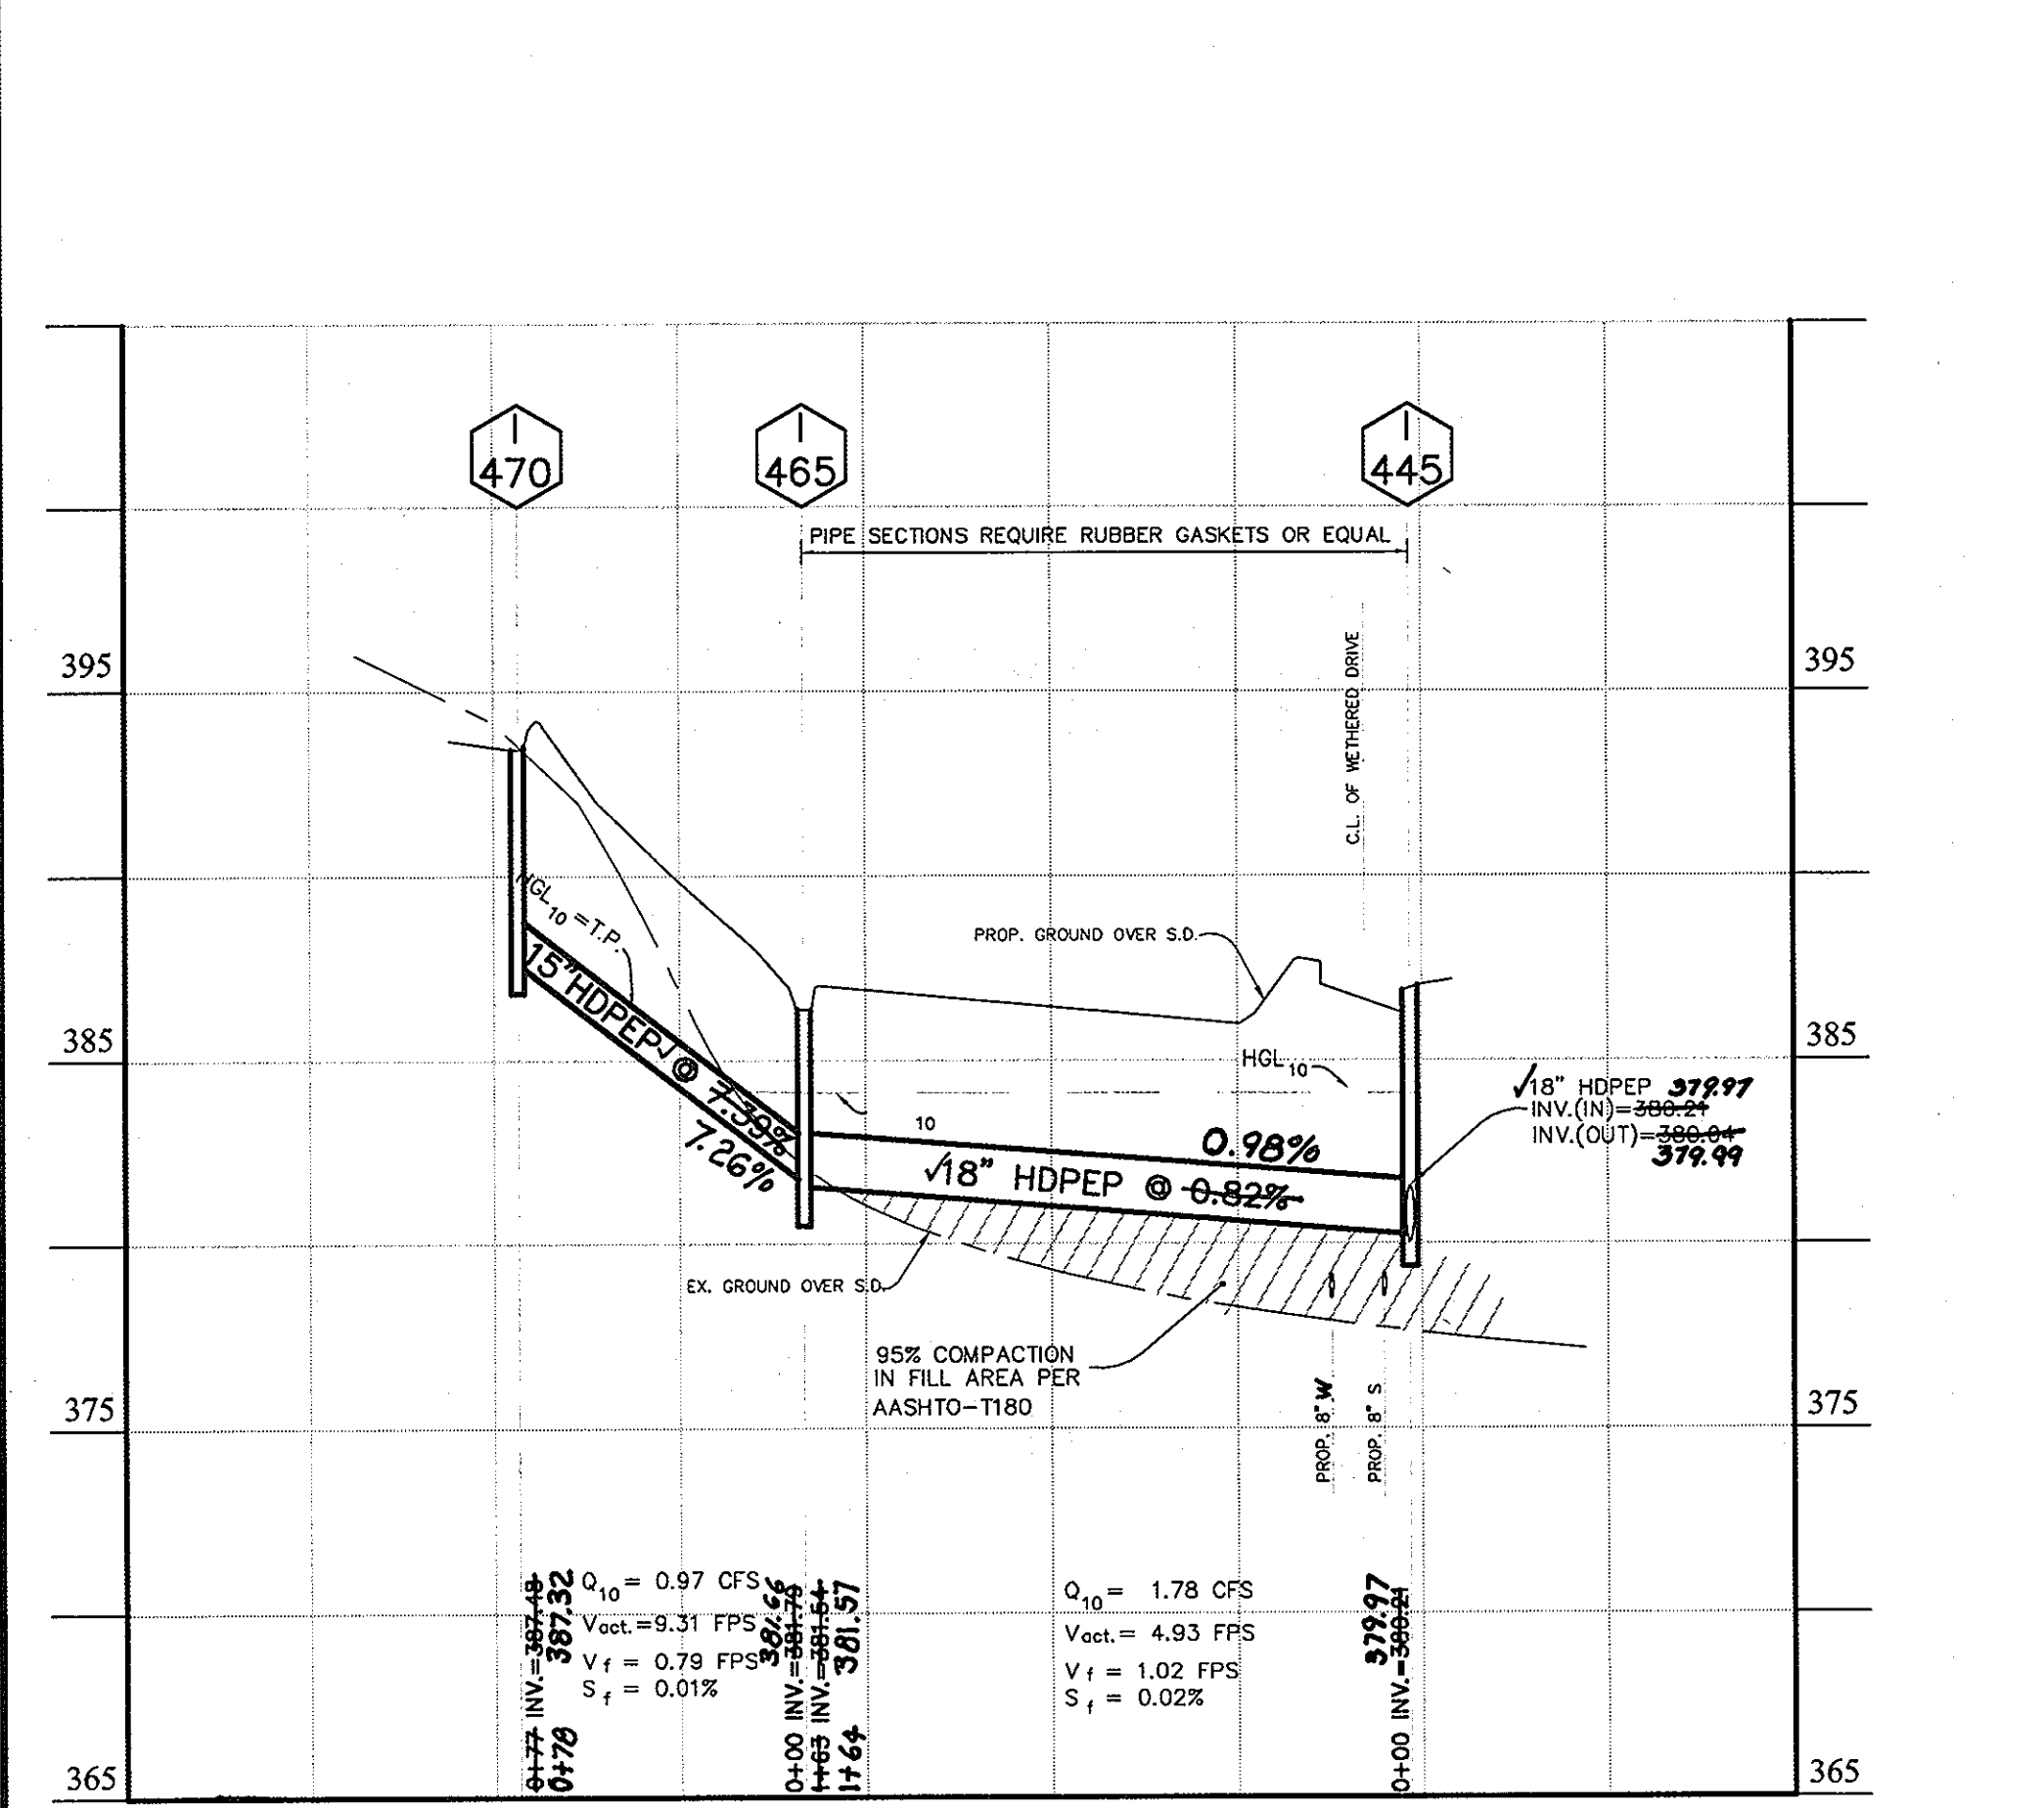 I
470
I
465
I
445
PIPE SECTIONS REQUIRE RUBBER GASKETS OR EQUAL
C.L. OF WETHERED DRIVE
395
395
HGL10 =T.P.
15"HDPEP√ @ 7.39%
7.26%
PROP. GROUND OVER S.D.
385
385
HGL10
10
0.98%
√18" HDPEP @ 0.82%
√18" HDPEP 379.97
INV.(IN)=380.21
INV.(OUT)=380.04
379.99
EX. GROUND OVER S.D.
95% COMPACTION
IN FILL AREA PER
AASHTO-T180
PROP. 8" W
PROP. 8" S
375
375
0+77 INV.=387.48
0+78 387.32
Q10= 0.97 CFS
Vact.=9.31 FPS
Vf = 0.79 FPS
Sf = 0.01%
381.66
0+00 INV.=381.79
1+63 INV.=381.54
1+64 381.57
Q10= 1.78 CFS
Vact.= 4.93 FPS
Vf = 1.02 FPS
Sf = 0.02%
379.97
0+00 INV.=380.21
365
365